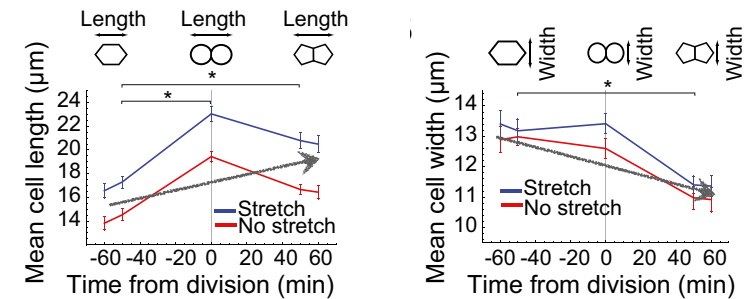 Length Length Length
*
*
Mean cell length (μm)
24
22
20
18
16
14
Stretch
No stretch
-60 -40 -20 0 20 40 60
Time from division (min)
Width Width Width
*
Mean cell width (μm)
14
13
12
11
10
Stretch
No stretch
-60 -40 -20 0 20 40 60
Time from division (min)